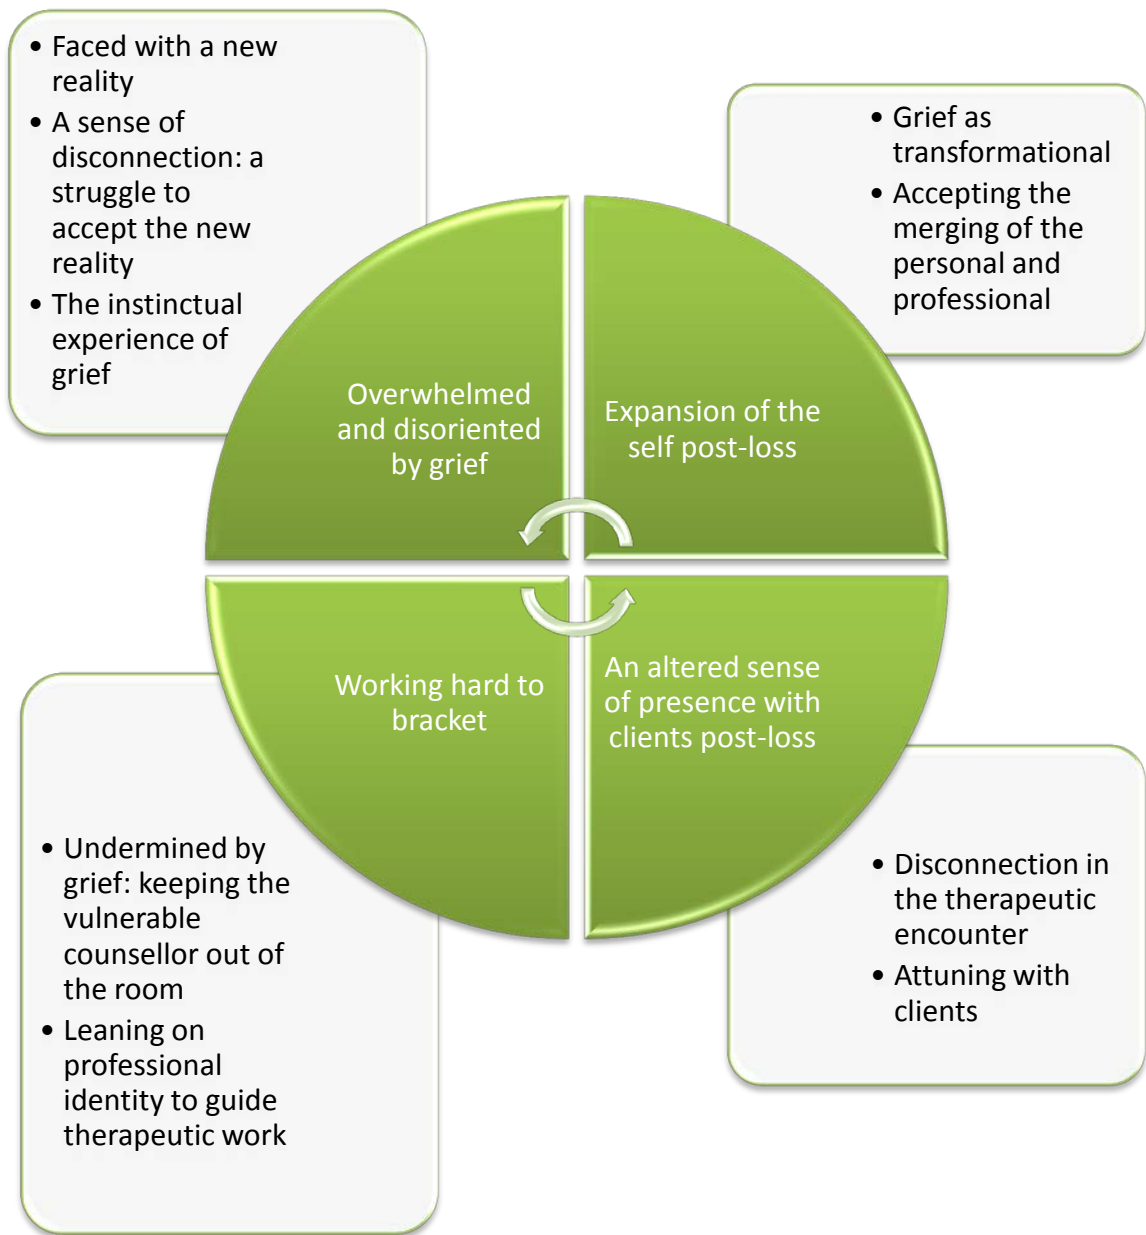 • Faced with a new
reality
• A sense of
disconnection: a
struggle to
accept the new
reality
• The instinctual
experience of
grief
• Grief as
transformational
• Accepting the
merging of the
personal and
professional
Overwhelmed
and disoriented
by grief
Expansion of the
self post-loss
Working hard to
bracket
An altered sense
of presence with
clients post-loss
• Undermined by
grief: keeping the
vulnerable
counsellor out of
the room
• Leaning on
professional
identity to guide
therapeutic work
• Disconnection in
the therapeutic
encounter
• Attuning with
clients